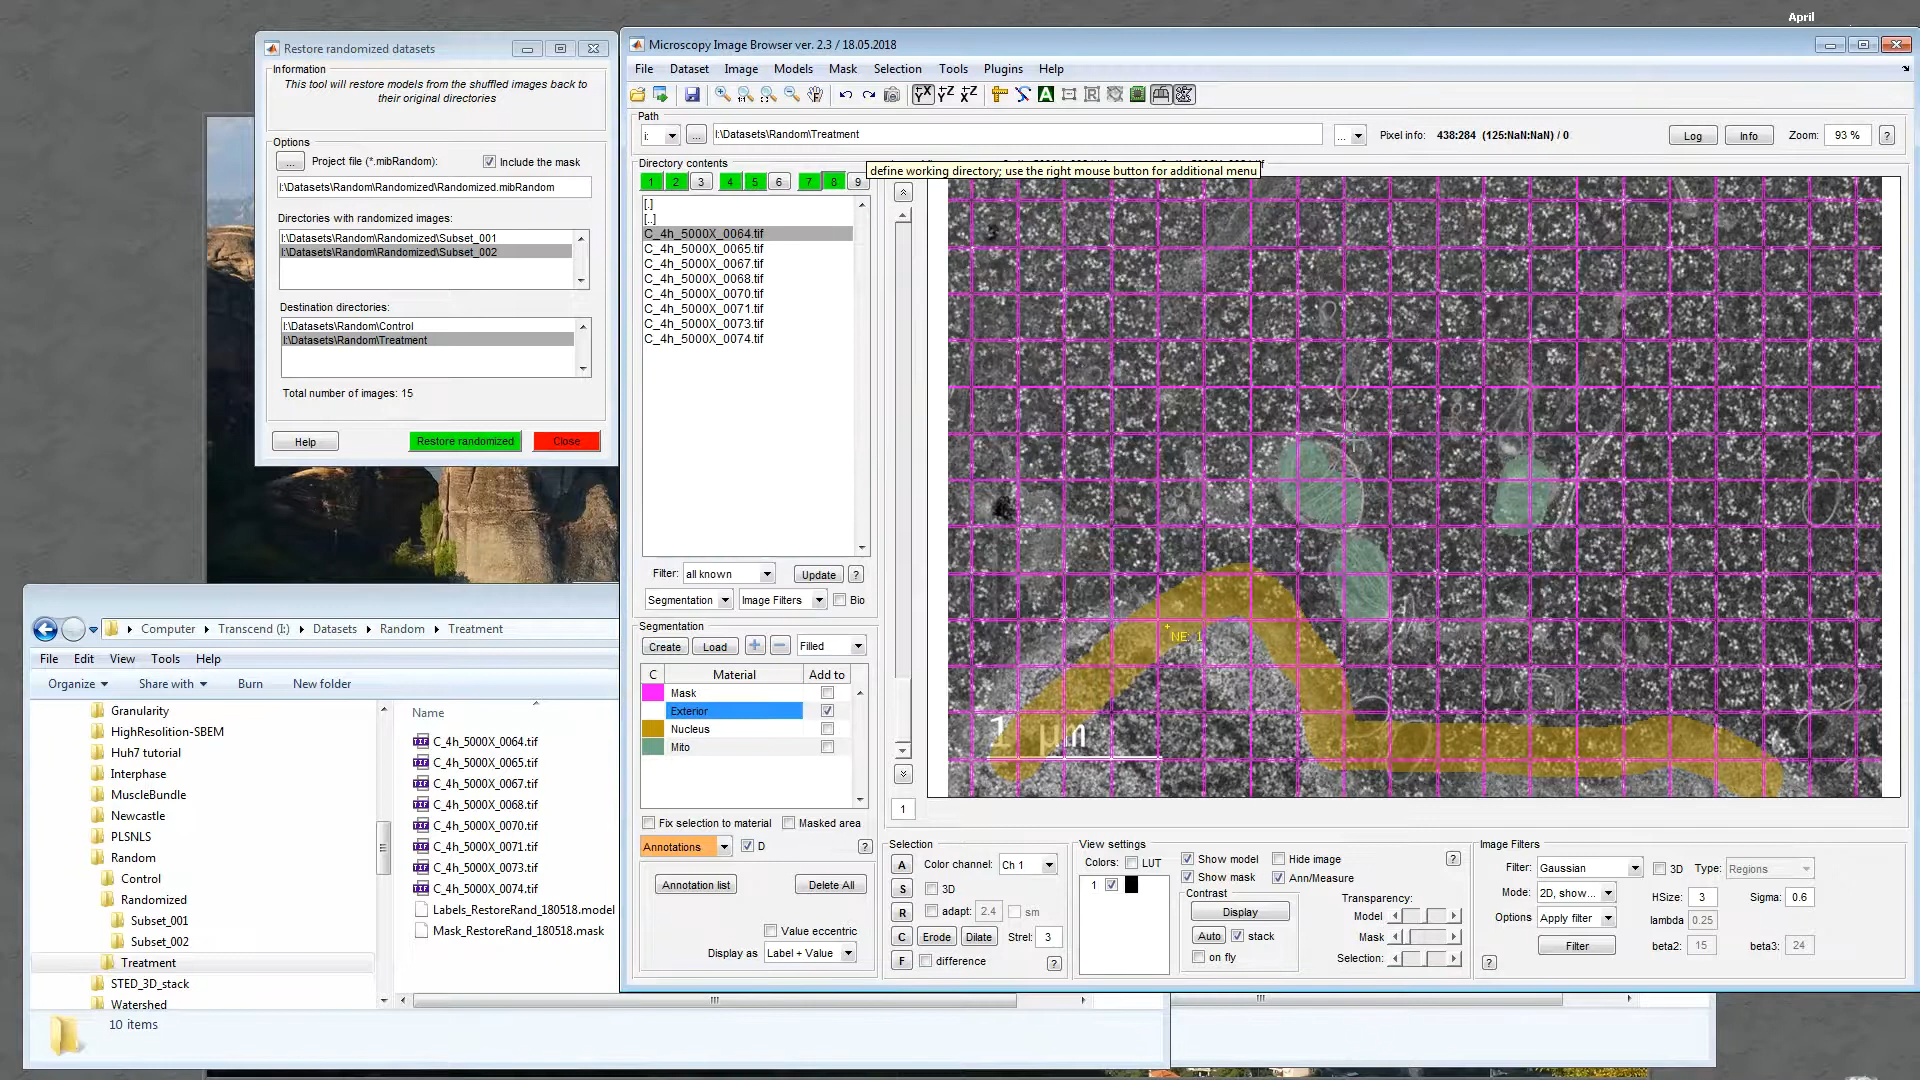 April
Restore randomized datasets
Information
This tool will restore models from the shuffled images back to
their original directories
Options
... Project file (*.mibRandom): Include the mask
I:\Datasets\Random\Randomized\Randomized.mibRandom
Directories with randomized images:
I:\Datasets\Random\Randomized\Subset_001
I:\Datasets\Random\Randomized\Subset_002
Destination directories:
I:\Datasets\Random\Control
I:\Datasets\Random\Treatment
Total number of images: 15
Help Restore randomized Close
Microscopy Image Browser ver. 2.3 / 18.05.2018
File Dataset Image Models Mask Selection Tools Plugins Help
Path
i: ... I:\Datasets\Random\Treatment ... Pixel info: 438:284 (125:NaN:NaN) / 0 Log Info Zoom: 93 % ?
Directory contents
define working directory; use the right mouse button for additional menu
1 2 3 4 5 6 7 8 9
[.]
[..]
C_4h_5000X_0064.tif
C_4h_5000X_0065.tif
C_4h_5000X_0067.tif
C_4h_5000X_0068.tif
C_4h_5000X_0070.tif
C_4h_5000X_0071.tif
C_4h_5000X_0073.tif
C_4h_5000X_0074.tif
Filter: all known Update ?
Segmentation Image Filters Bio
Segmentation
Create Load + - Filled
C Material Add to
Mask
Exterior
Nucleus
Mito
Fix selection to material Masked area
Annotations D ?
Annotation list Delete All
Value eccentric
Display as Label + Value
NE: 1
1 µm
1
Selection
A Color channel: Ch 1
S 3D
R adapt: 2.4 sm
C Erode Dilate Strel: 3
F difference ?
View settings
Colors: LUT Show model Hide image ?
1 Show mask Ann/Measure
Contrast
Display
Auto stack
on fly
Transparency:
Model
Mask
Selection:
Image Filters
Filter: Gaussian 3D Type: Regions
Mode: 2D, show... HSize: 3 Sigma: 0.6
Options Apply filter lambda 0.25
Filter beta2: 15 beta3: 24
?
Computer Transcend (I:) Datasets Random Treatment
File Edit View Tools Help
Organize Share with Burn New folder
Granularity
HighResolition-SBEM
Huh7 tutorial
Interphase
MuscleBundle
Newcastle
PLSNLS
Random
Control
Randomized
Subset_001
Subset_002
Treatment
STED_3D_stack
Watershed
Name
C_4h_5000X_0064.tif
C_4h_5000X_0065.tif
C_4h_5000X_0067.tif
C_4h_5000X_0068.tif
C_4h_5000X_0070.tif
C_4h_5000X_0071.tif
C_4h_5000X_0073.tif
C_4h_5000X_0074.tif
Labels_RestoreRand_180518.model
Mask_RestoreRand_180518.mask
10 items